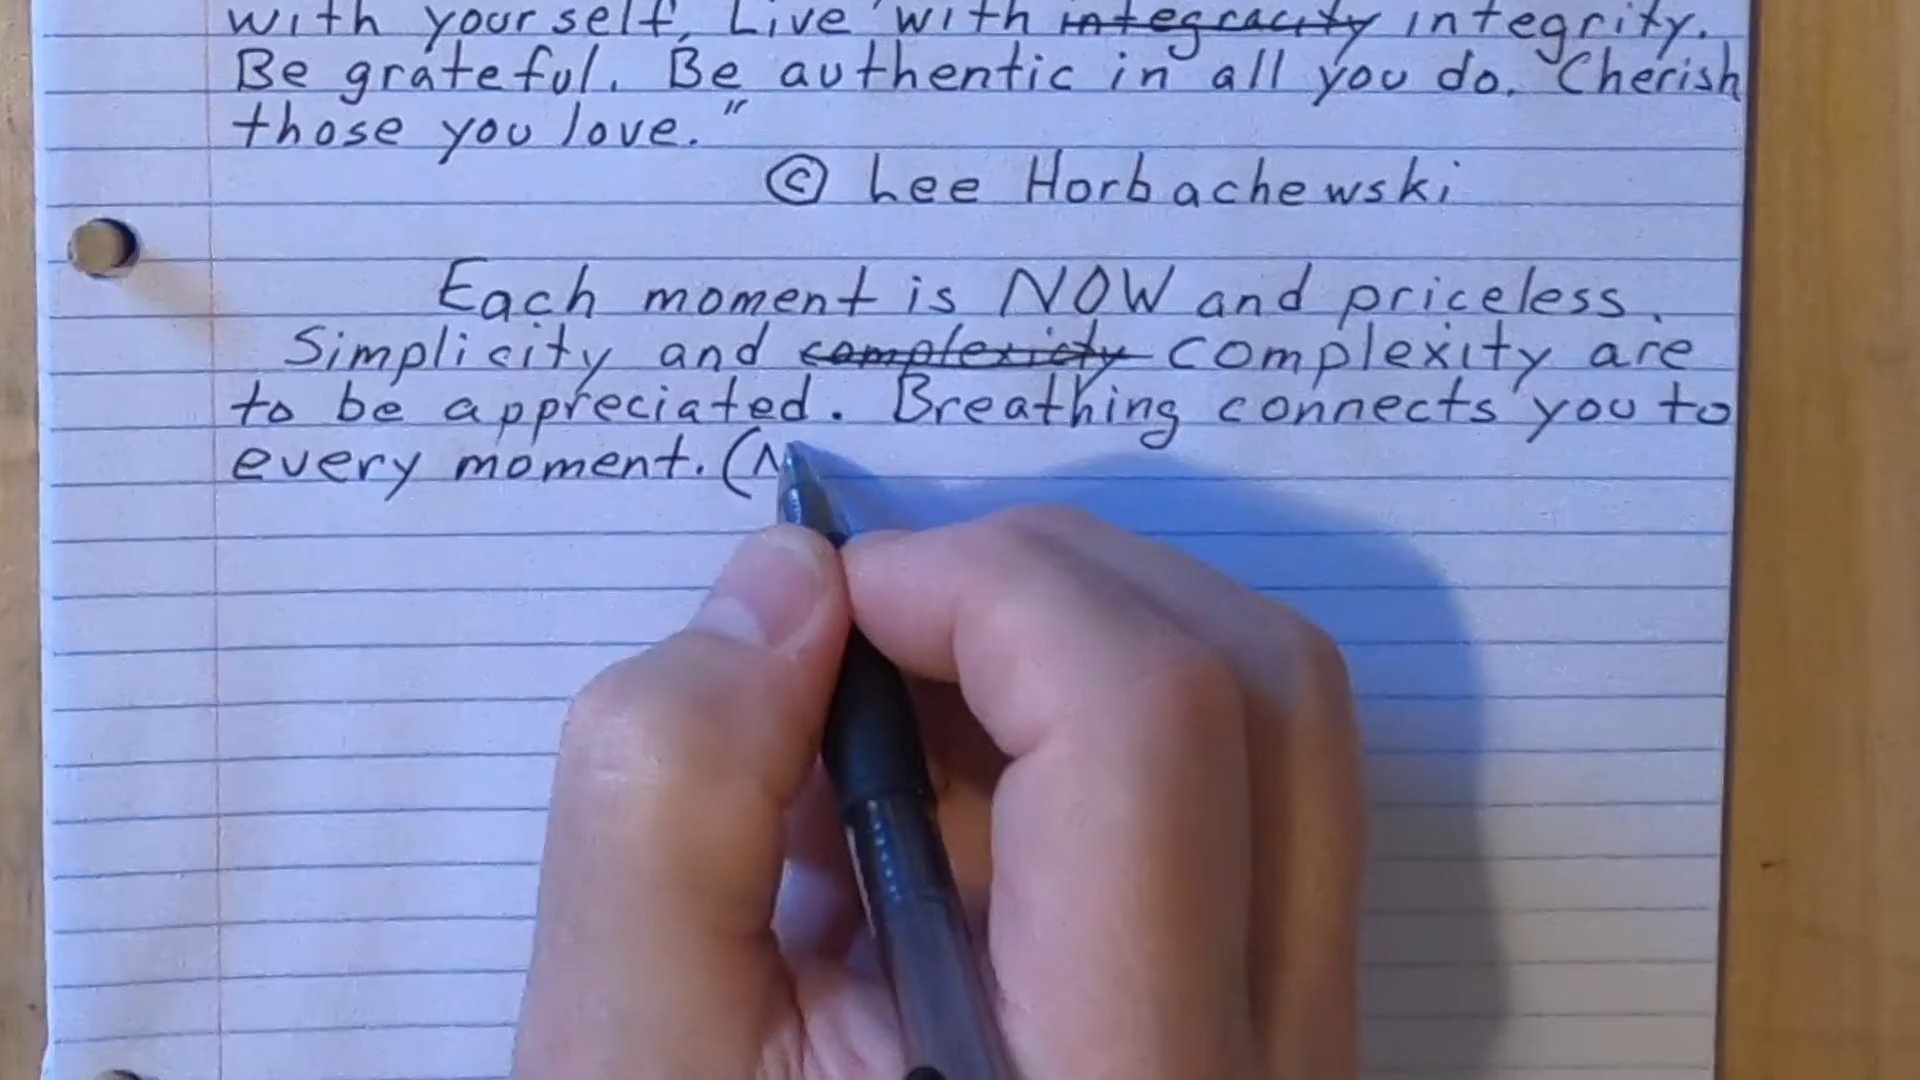 with yourself. Live with integracity integrity.
Be grateful. Be authentic in all you do. Cherish
those you love."
© Lee Horbachewski
Each moment is NOW and priceless.
Simplicity and complexicty complexity are
to be appreciated. Breathing connects you to
every moment. (N